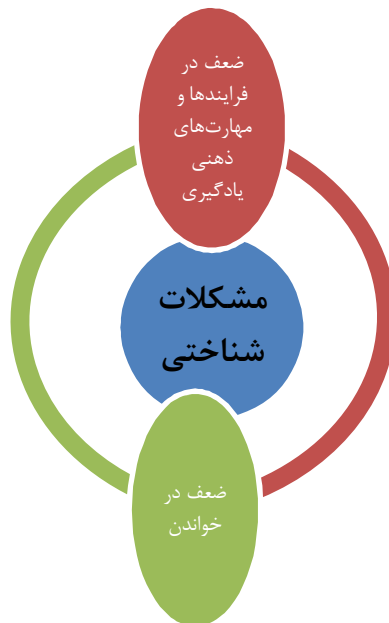 ضعف در
فرایندها و
مهارت‌های
ذهنی
یادگیری
مشکلات
شناختی
ضعف در
خواندن